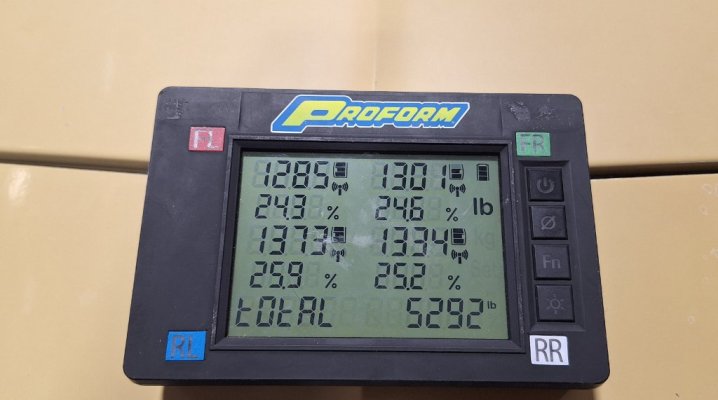 PROFORM
FL
FR
1285 1301
24.3 % 24.6 % lb
1373 1334
25.9 % 25.2 %
tOtAL 5292 lb
Fn
RL
RR